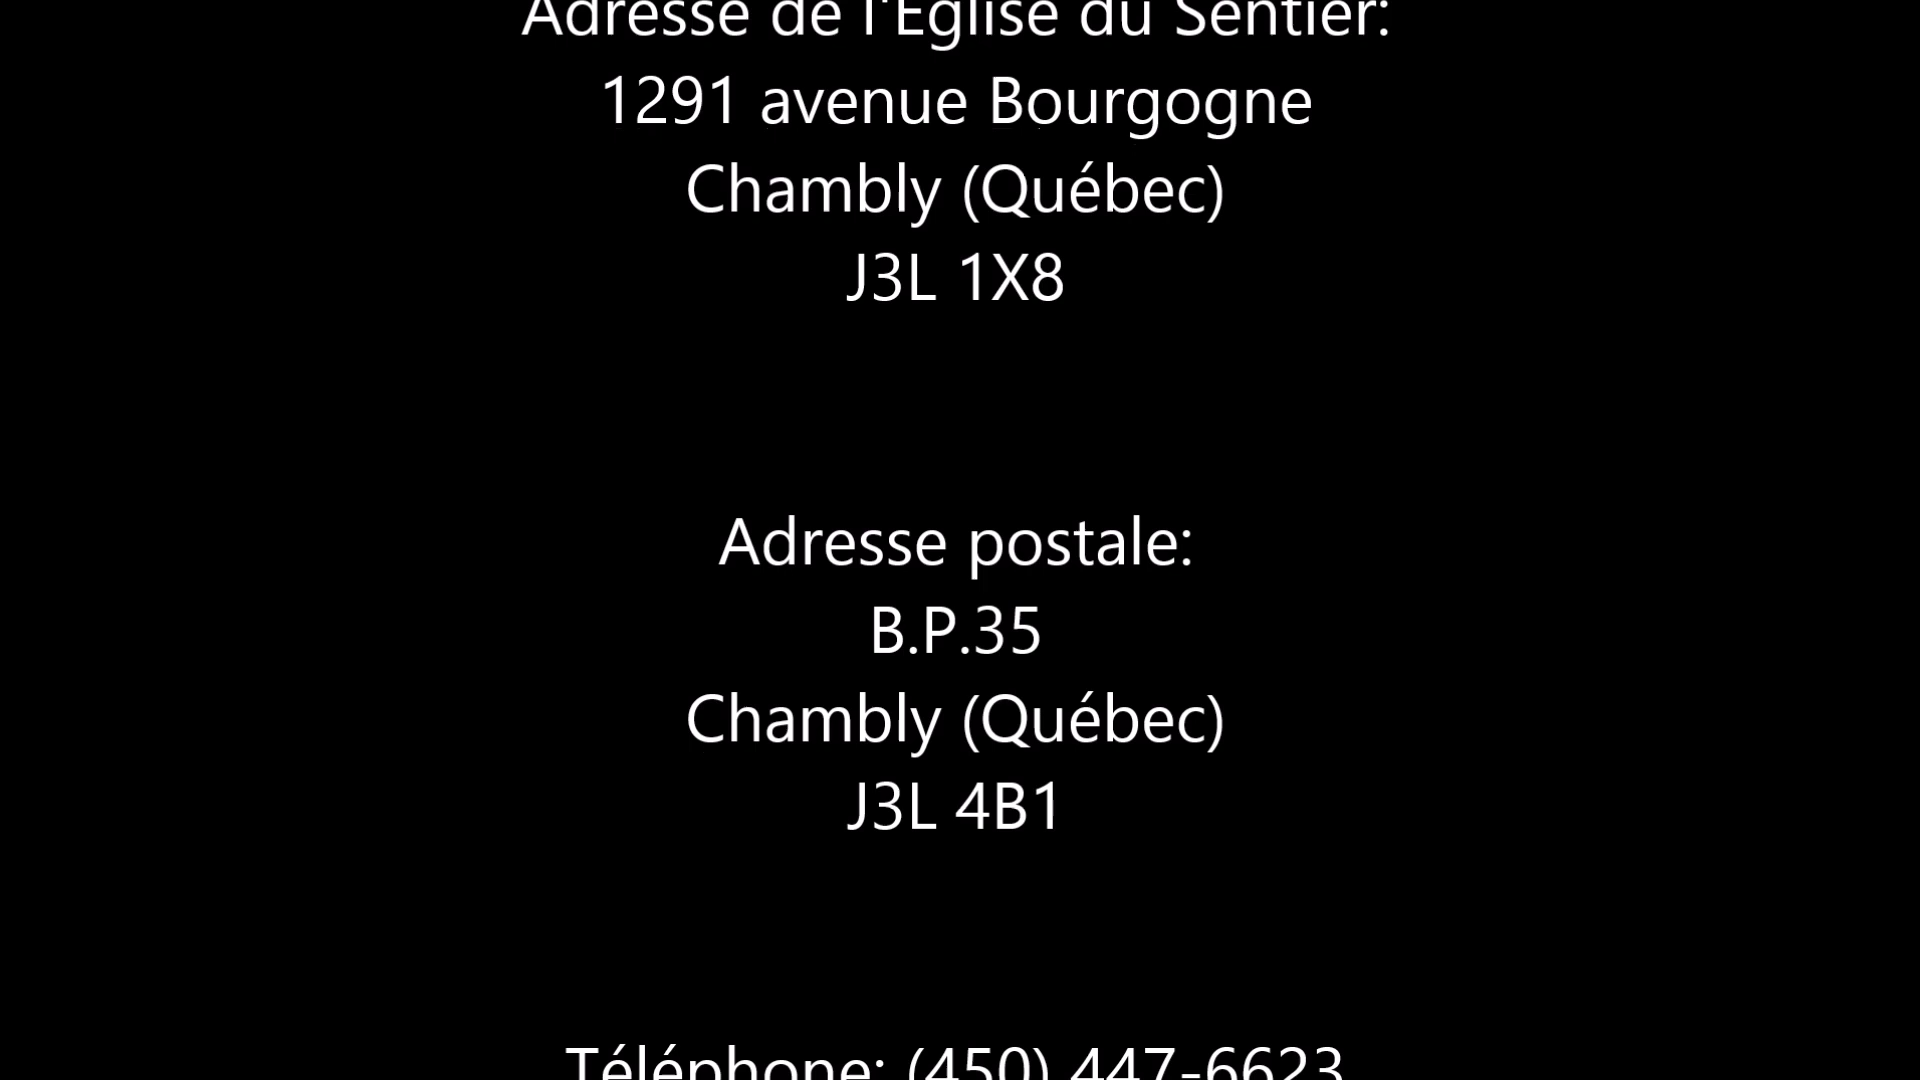 Adresse de l'Église du Sentier:
1291 avenue Bourgogne
Chambly (Québec)
J3L 1X8
Adresse postale:
B.P.35
Chambly (Québec)
J3L 4B1
Téléphone: (450) 447-6623